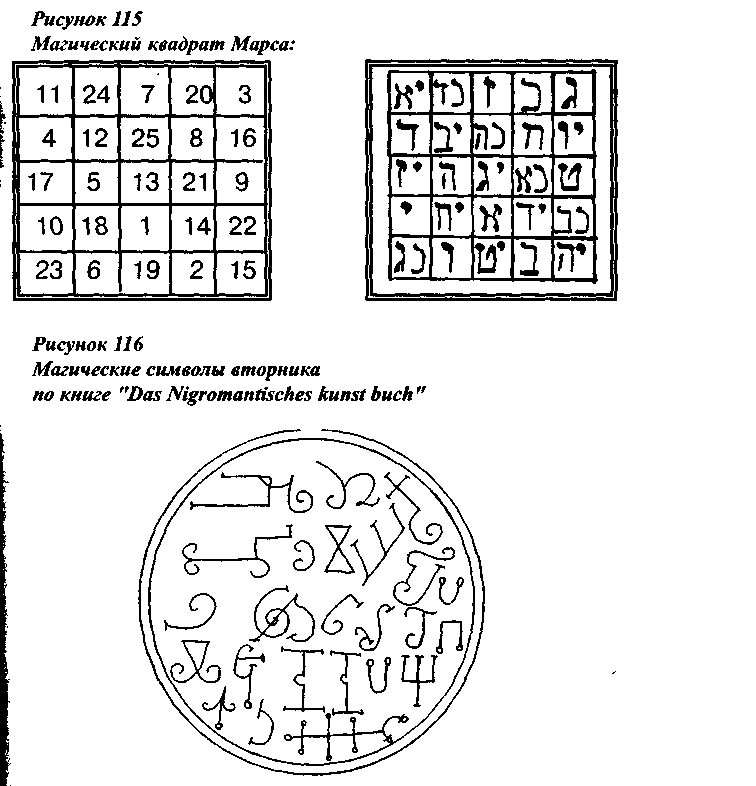 Рисунок 115
Магический квадрат Марса:
11 24 7 20 3
4 12 25 8 16
17 5 13 21 9
10 18 1 14 22
23 6 19 2 15
ג כ ז כד יא
יו ח כה יב ד
ט כא יג ה יז
כב יד א יח י
יה ב יט ו כג
Рисунок 116
Магические символы вторника
по книге "Das Nigromantisches kunst buch"